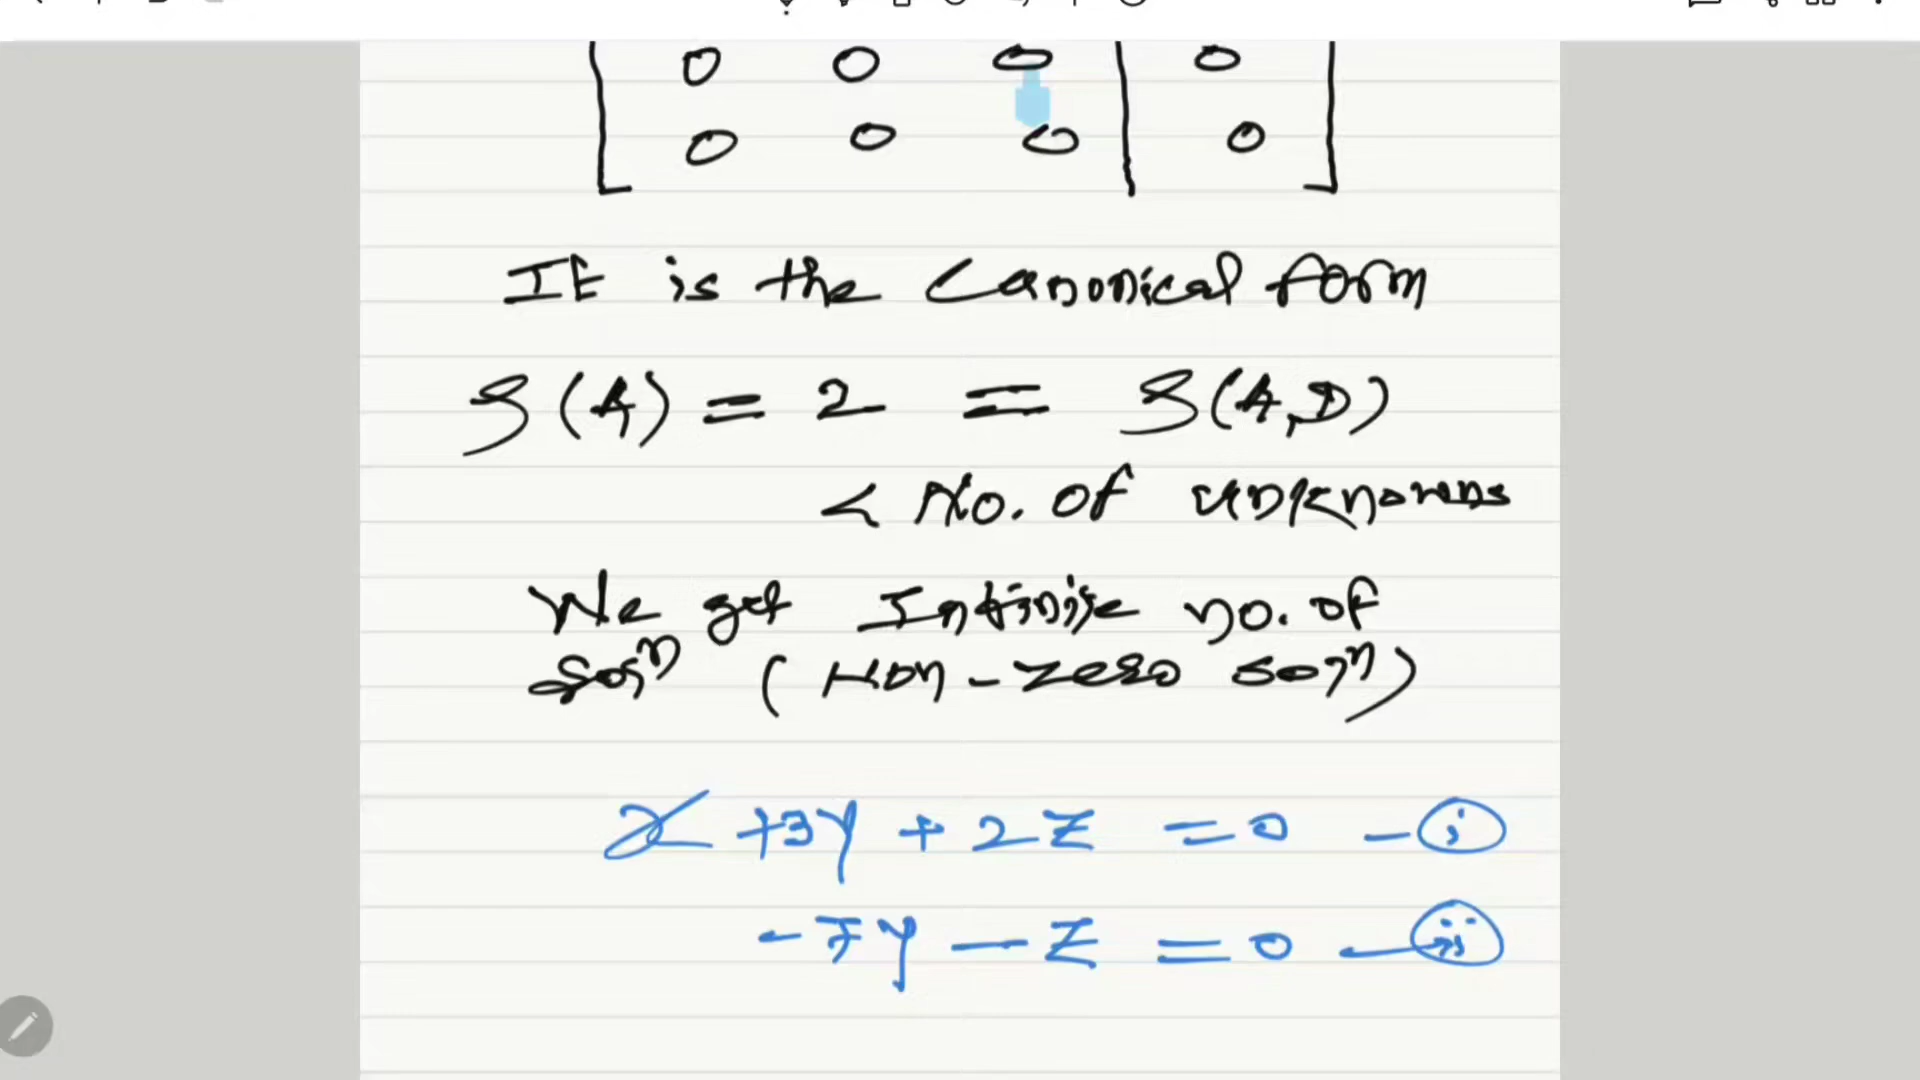 0 0 0 | 0
0 0 0 | 0
It is the Canonical form
ρ(A) = 2 = ρ(A,D)
< No. of unknowns
We get Infinite no. of
Solⁿ (Non-zero solⁿ)
x + 3y + 2z = 0 - (i)
- 7y - z = 0 - (ii)